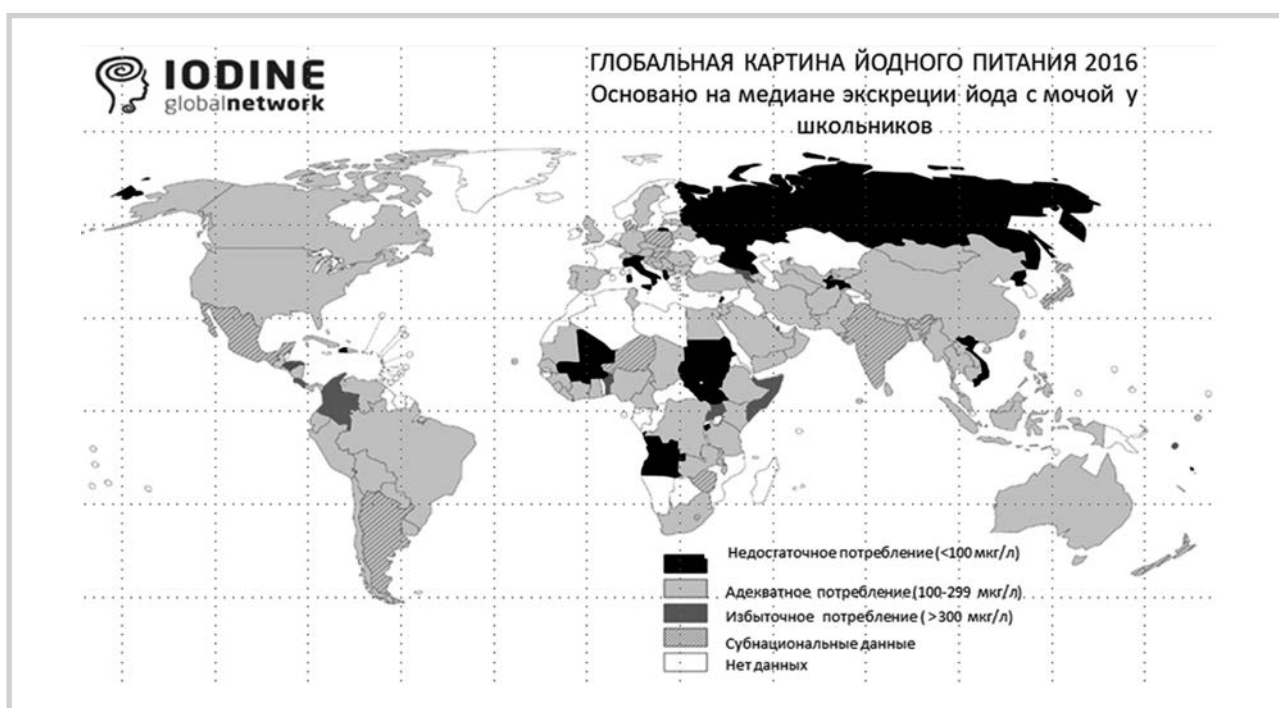 IODINE
globalnetwork
ГЛОБАЛЬНАЯ КАРТИНА ЙОДНОГО ПИТАНИЯ 2016
Основано на медиане экскреции йода с мочой у
школьников
Недостаточное потребление (<100 мкг/л)
Адекватное потребление (100-299 мкг/л)
Избыточное потребление (>300 мкг/л)
Субнациональные данные
Нет данных